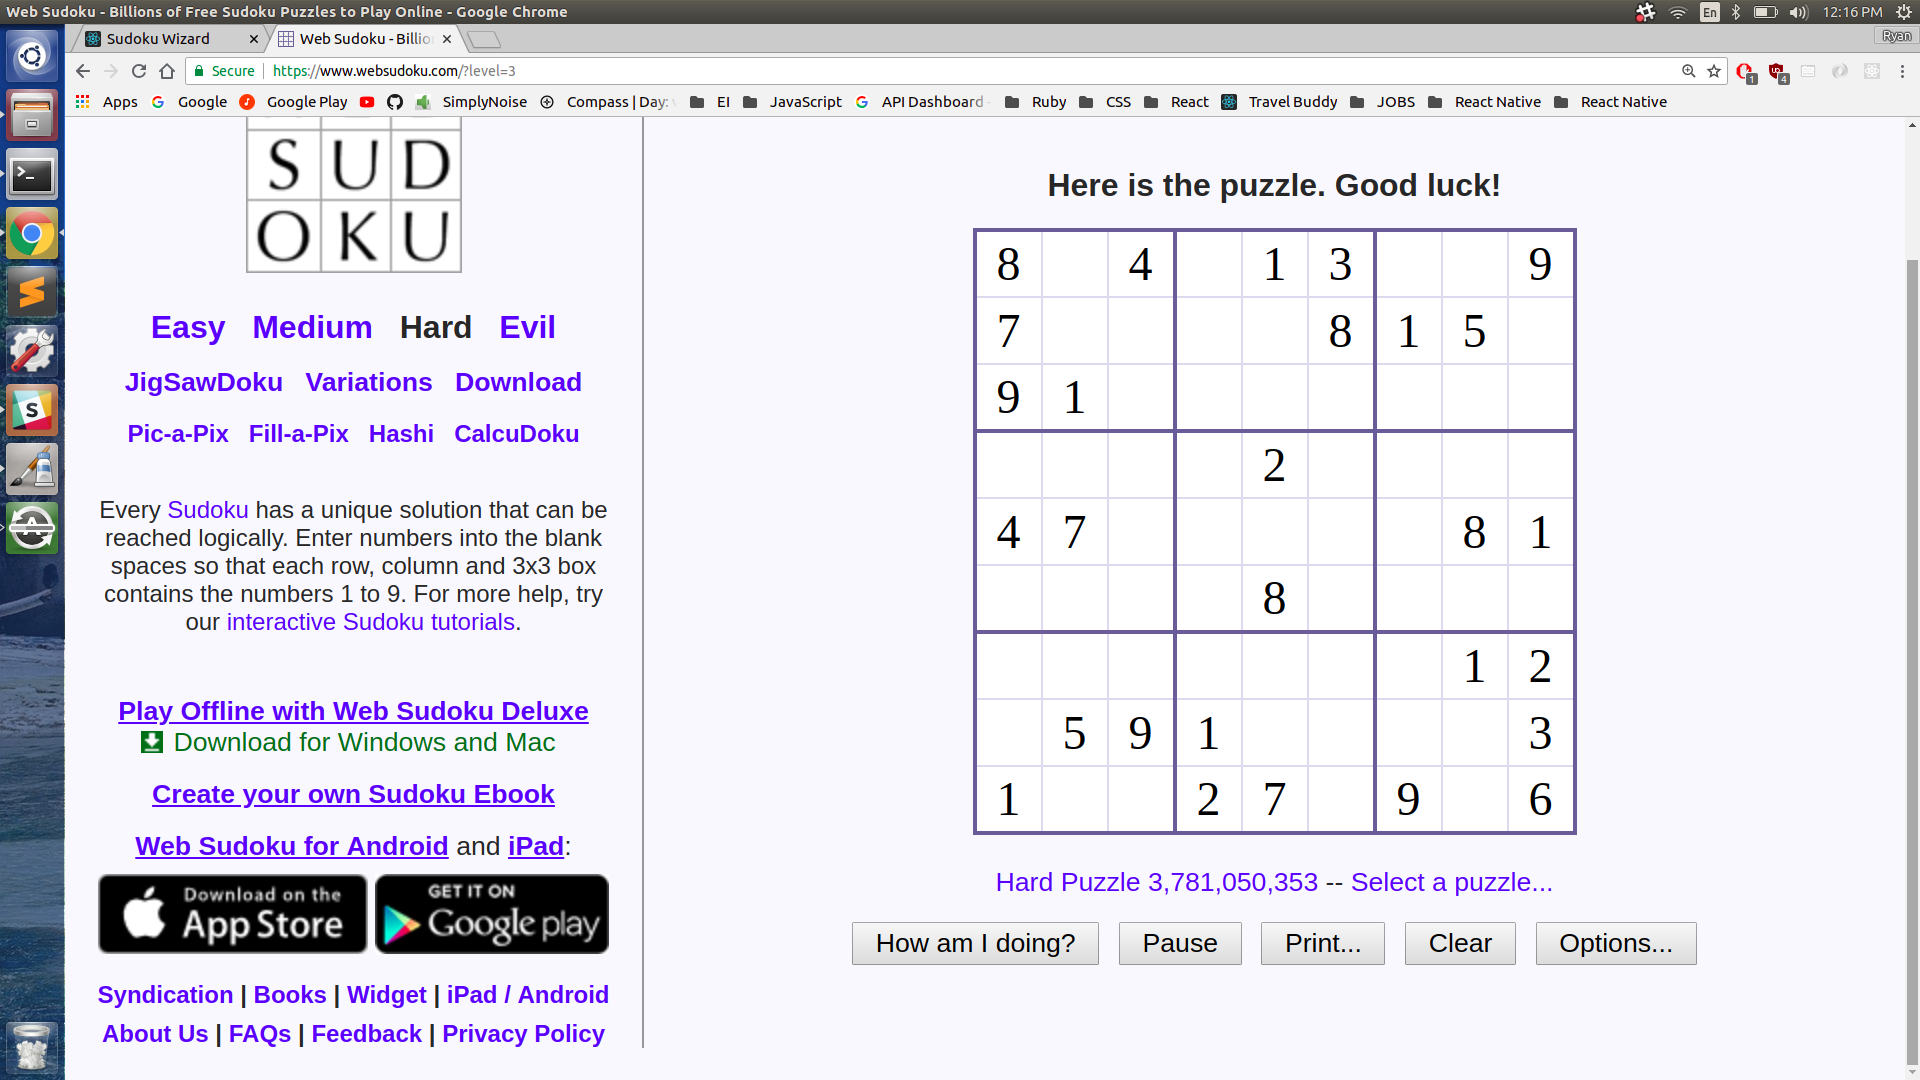 Web Sudoku - Billions of Free Sudoku Puzzles to Play Online - Google Chrome
En
12:16 PM
Sudoku Wizard
Web Sudoku - Billio
Ryan
Secure
https://www.websudoku.com/?level=3
1
4
Apps
Google
Google Play
SimplyNoise
Compass | Day:
EI
JavaScript
API Dashboard
Ruby
CSS
React
Travel Buddy
JOBS
React Native
React Native
S U D
O K U
Easy Medium Hard Evil
JigSawDoku Variations Download
Pic-a-Pix Fill-a-Pix Hashi CalcuDoku
Every Sudoku has a unique solution that can be
reached logically. Enter numbers into the blank
spaces so that each row, column and 3x3 box
contains the numbers 1 to 9. For more help, try
our interactive Sudoku tutorials.
Play Offline with Web Sudoku Deluxe
Download for Windows and Mac
Create your own Sudoku Ebook
Web Sudoku for Android and iPad:
Download on the
App Store
GET IT ON
Google play
Syndication | Books | Widget | iPad / Android
About Us | FAQs | Feedback | Privacy Policy
Here is the puzzle. Good luck!
8 4 1 3 9
7 8 1 5
9 1
2
4 7 8 1
8
1 2
5 9 1 3
1 2 7 9 6
Hard Puzzle 3,781,050,353 -- Select a puzzle...
How am I doing?
Pause
Print...
Clear
Options...